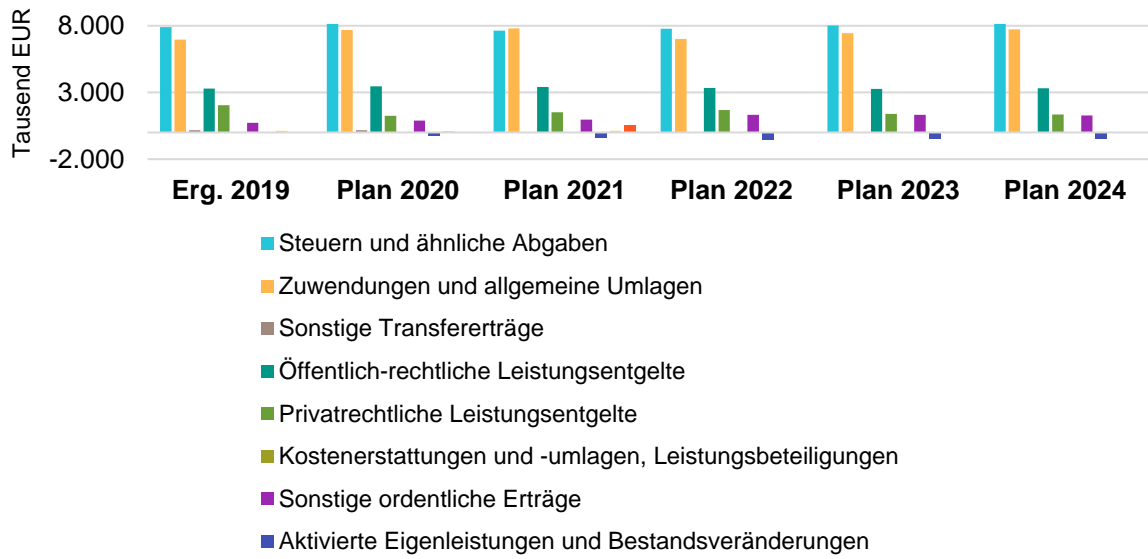 Tausend EUR
8.000
3.000
-2.000
Erg. 2019 Plan 2020 Plan 2021 Plan 2022 Plan 2023 Plan 2024
Steuern und ähnliche Abgaben
Zuwendungen und allgemeine Umlagen
Sonstige Transfererträge
Öffentlich-rechtliche Leistungsentgelte
Privatrechtliche Leistungsentgelte
Kostenerstattungen und -umlagen, Leistungsbeteiligungen
Sonstige ordentliche Erträge
Aktivierte Eigenleistungen und Bestandsveränderungen